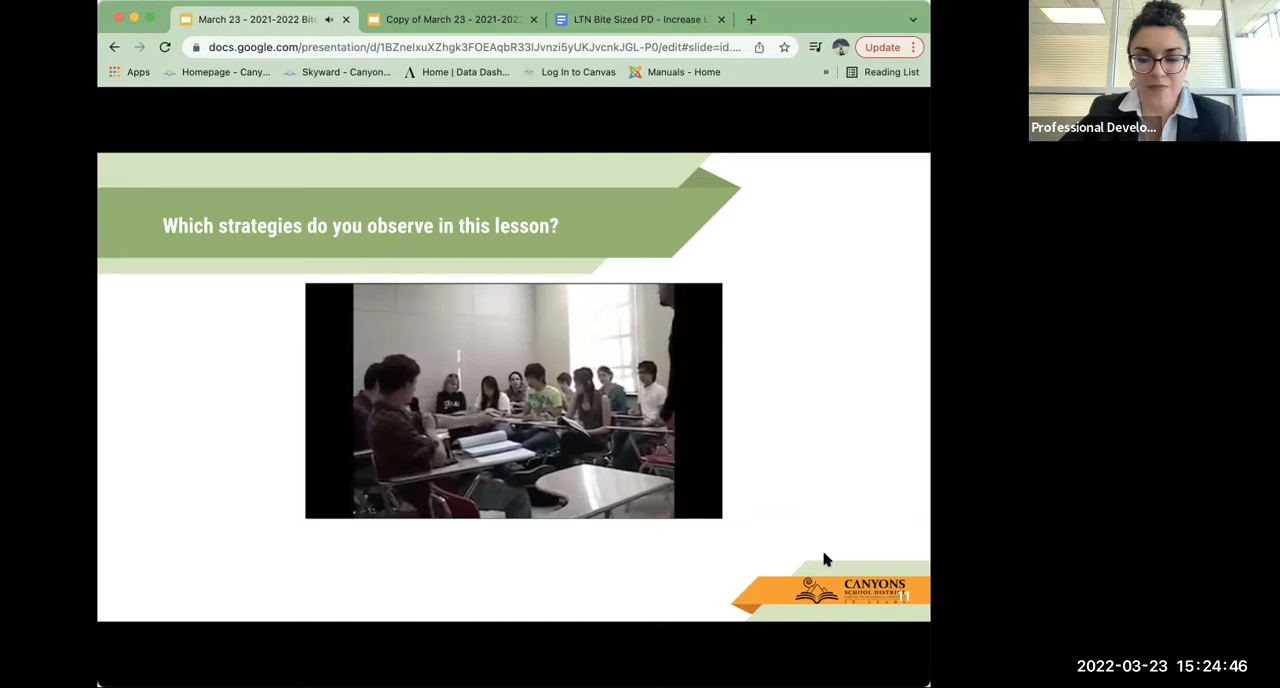 March 23 - 2021-2022 Bite
Copy of March 23 - 2021-2022
LTN Bite Sized PD - Increase
docs.google.com/presentation/d/1BZneIxuXZhgk3FOEAqbR33IJvnzi5yUKJvcnkJGL-P0/edit#slide=id....
Update
Apps
Homepage - Cany...
Skyward - Canyon...
Home | Data Dash...
Log In to Canvas
Manuals - Home
»
Reading List
Professional Develo...
Which strategies do you observe in this lesson?
CANYONS
SCHOOL DISTRICT
11
2022-03-23 15:24:46